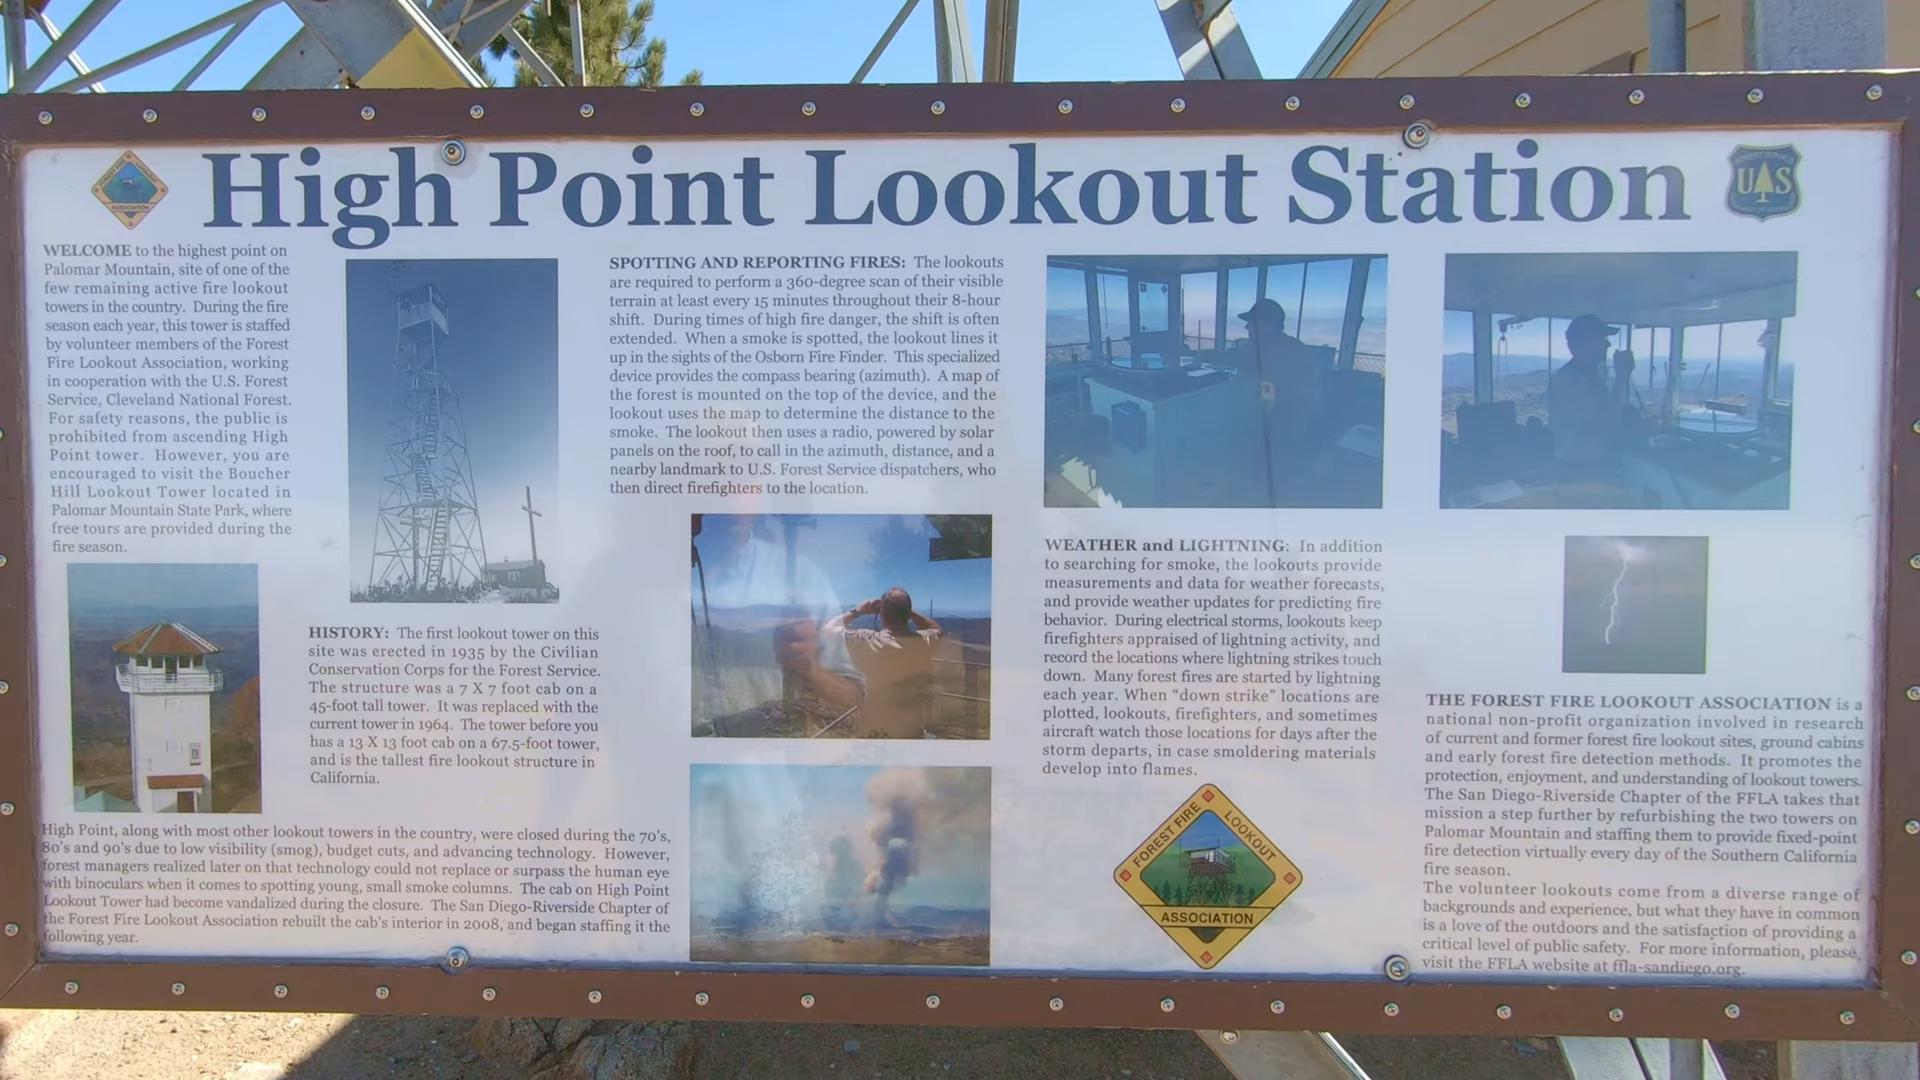 High Point Lookout Station
ASSOCIATION
US
WELCOME to the highest point on
Palomar Mountain, site of one of the
few remaining active fire lookout
towers in the country. During the fire
season each year, this tower is staffed
by volunteer members of the Forest
Fire Lookout Association, working
in cooperation with the U.S. Forest
Service, Cleveland National Forest.
For safety reasons, the public is
prohibited from ascending High
Point tower. However, you are
encouraged to visit the Boucher
Hill Lookout Tower located in
Palomar Mountain State Park, where
free tours are provided during the
fire season.
HISTORY: The first lookout tower on this
site was erected in 1935 by the Civilian
Conservation Corps for the Forest Service.
The structure was a 7 X 7 foot cab on a
45-foot tall tower. It was replaced with the
current tower in 1964. The tower before you
has a 13 X 13 foot cab on a 67.5-foot tower,
and is the tallest fire lookout structure in
California.
High Point, along with most other lookout towers in the country, were closed during the 70's,
80's and 90's due to low visibility (smog), budget cuts, and advancing technology. However,
forest managers realized later on that technology could not replace or surpass the human eye
with binoculars when it comes to spotting young, small smoke columns. The cab on High Point
Lookout Tower had become vandalized during the closure. The San Diego-Riverside Chapter of
the Forest Fire Lookout Association rebuilt the cab's interior in 2008, and began staffing it the
following year.
SPOTTING AND REPORTING FIRES: The lookouts
are required to perform a 360-degree scan of their visible
terrain at least every 15 minutes throughout their 8-hour
shift. During times of high fire danger, the shift is often
extended. When a smoke is spotted, the lookout lines it
up in the sights of the Osborn Fire Finder. This specialized
device provides the compass bearing (azimuth). A map of
the forest is mounted on the top of the device, and the
lookout uses the map to determine the distance to the
smoke. The lookout then uses a radio, powered by solar
panels on the roof, to call in the azimuth, distance, and a
nearby landmark to U.S. Forest Service dispatchers, who
then direct firefighters to the location.
WEATHER and LIGHTNING: In addition
to searching for smoke, the lookouts provide
measurements and data for weather forecasts,
and provide weather updates for predicting fire
behavior. During electrical storms, lookouts keep
firefighters appraised of lightning activity, and
record the locations where lightning strikes touch
down. Many forest fires are started by lightning
each year. When "down strike" locations are
plotted, lookouts, firefighters, and sometimes
aircraft watch those locations for days after the
storm departs, in case smoldering materials
develop into flames.
FOREST FIRE LOOKOUT
ASSOCIATION
THE FOREST FIRE LOOKOUT ASSOCIATION is a
national non-profit organization involved in research
of current and former forest fire lookout sites, ground cabins
and early forest fire detection methods. It promotes the
protection, enjoyment, and understanding of lookout towers.
The San Diego-Riverside Chapter of the FFLA takes that
mission a step further by refurbishing the two towers on
Palomar Mountain and staffing them to provide fixed-point
fire detection virtually every day of the Southern California
fire season.
The volunteer lookouts come from a diverse range of
backgrounds and experience, but what they have in common
is a love of the outdoors and the satisfaction of providing a
critical level of public safety. For more information, please
visit the FFLA website at ffla-sandiego.org.